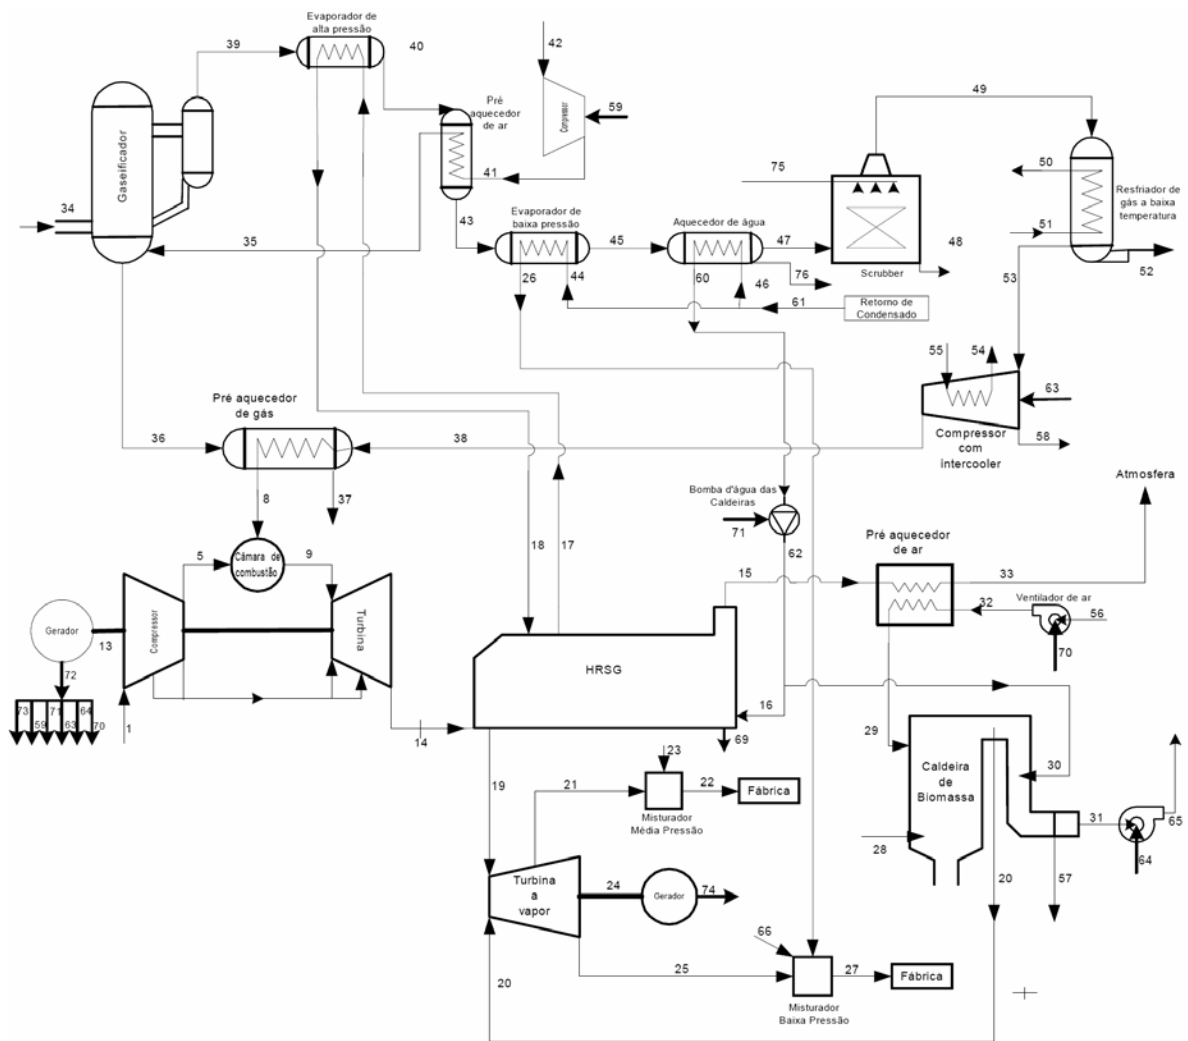 Evaporador de
alta pressão
39
40
42
Pré
aquecedor
de ar
Compressor
59
49
Gaseificador
41
75
50
Resfriador de
gás a baixa
temperatura
34
35
43
Evaporador de
baixa pressão
Aquecedor de água
45
47
51
48
Scrubber
53
52
26
44
60
46
76
61
Retorno de
Condensado
55
54
63
Pré aquecedor
de gás
36
38
Compressor
com
intercooler
58
8
37
Bomba d'água das
Caldeiras
71
62
Atmosfera
Pré aquecedor
de ar
5
Câmara de
combustão
9
18
17
15
33
32
Ventilador de ar
56
70
Gerador
13
Compressor
Turbina
HRSG
72
73
59
71
63
64
70
1
14
16
69
29
30
23
19
21
22
Fábrica
Misturador
Média Pressão
Caldeira
de
Biomassa
28
31
65
64
20
57
Turbina
a
vapor
24
Gerador
74
66
25
27
Fábrica
20
Misturador
Baixa Pressão